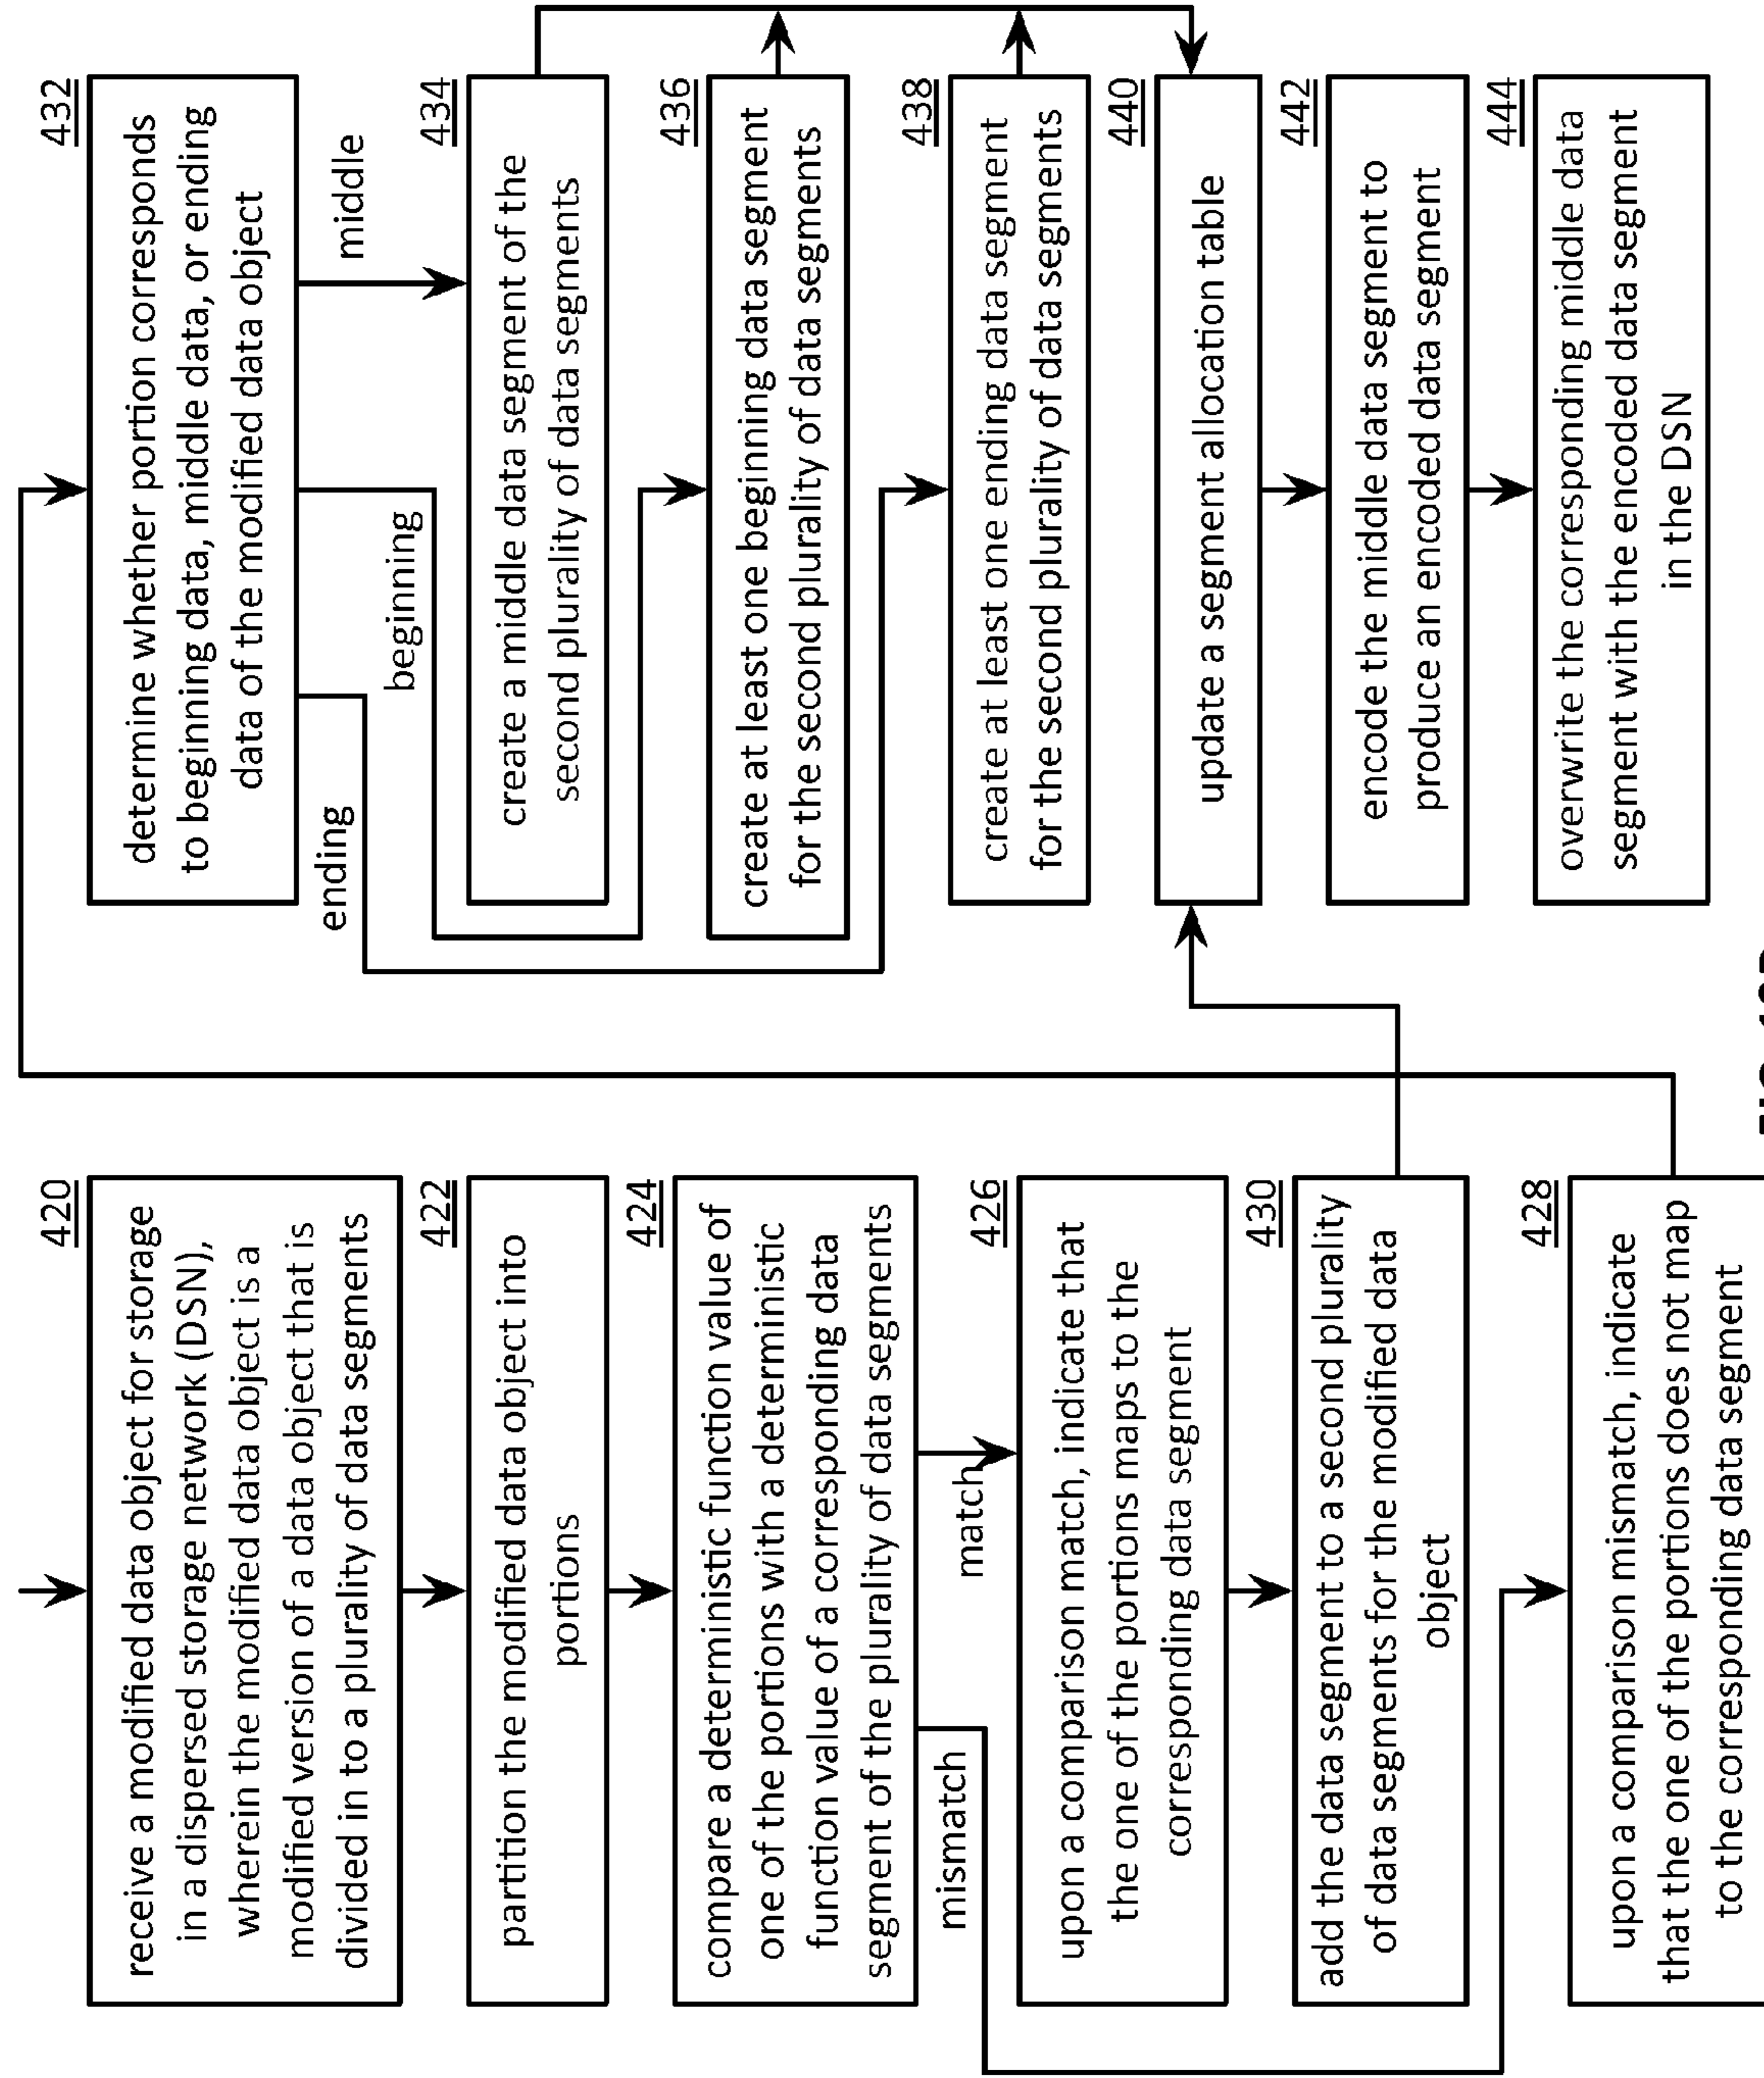 420
receive a modified data object for storage
in a dispersed storage network (DSN),
wherein the modified data object is a
modified version of a data object that is
divided in to a plurality of data segments
422
partition the modified data object into
portions
424
compare a deterministic function value of
one of the portions with a deterministic
function value of a corresponding data
segment of the plurality of data segments
mismatch
match
426
upon a comparison match, indicate that
the one of the portions maps to the
corresponding data segment
430
add the data segment to a second plurality
of data segments for the modified data
object
428
upon a comparison mismatch, indicate
that the one of the portions does not map
to the corresponding data segment
432
determine whether portion corresponds
to beginning data, middle data, or ending
data of the modified data object
ending
beginning
middle
434
create a middle data segment of the
second plurality of data segments
436
create at least one beginning data segment
for the second plurality of data segments
438
create at least one ending data segment
for the second plurality of data segments
440
update a segment allocation table
442
encode the middle data segment to
produce an encoded data segment
444
overwrite the corresponding middle data
segment with the encoded data segment
in the DSN